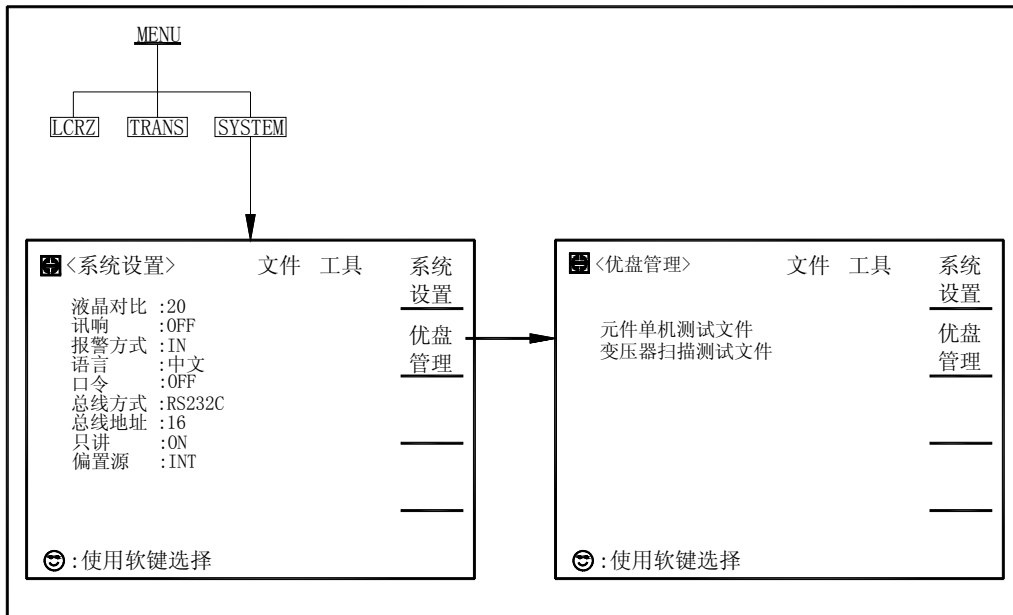 MENU
LCRZ TRANS SYSTEM
<系统设置> 文件 工具 系统设置
液晶对比 :20
讯响 :OFF
报警方式 :IN
语言 :中文
口令 :OFF
总线方式 :RS232C
总线地址 :16
只讲 :ON
偏置源 :INT
优盘管理
:使用软键选择
<优盘管理> 文件 工具 系统设置
元件单机测试文件
变压器扫描测试文件
优盘管理
:使用软键选择